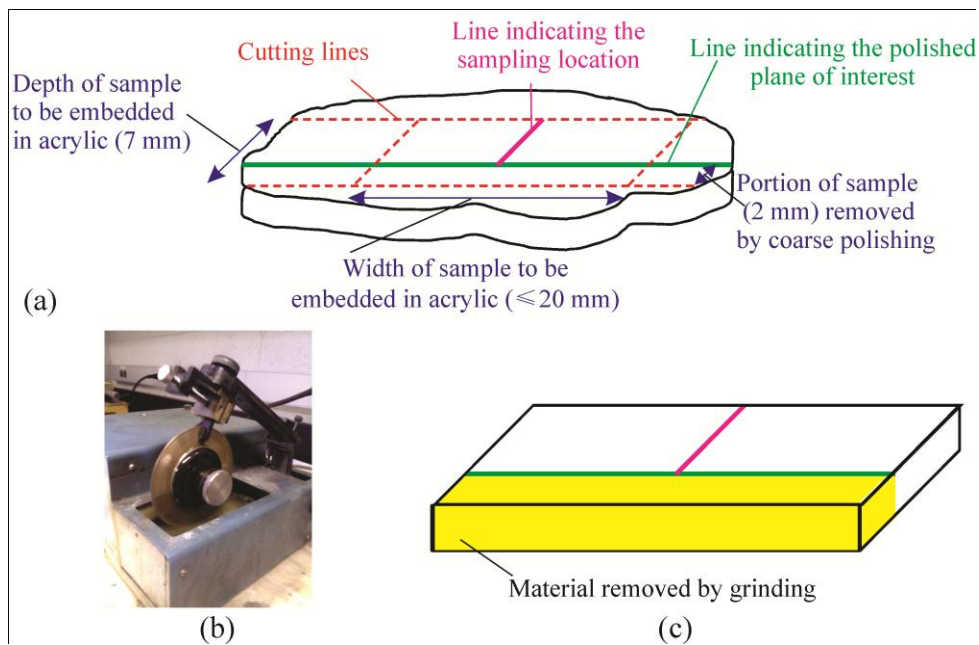 Line indicating the
sampling location
Cutting lines
Line indicating the polished
plane of interest
Depth of sample
to be embedded
in acrylic (7 mm)
Portion of sample
(2 mm) removed
by coarse polishing
Width of sample to be
embedded in acrylic (≤20 mm)
(a)
Material removed by grinding
(b)
(c)